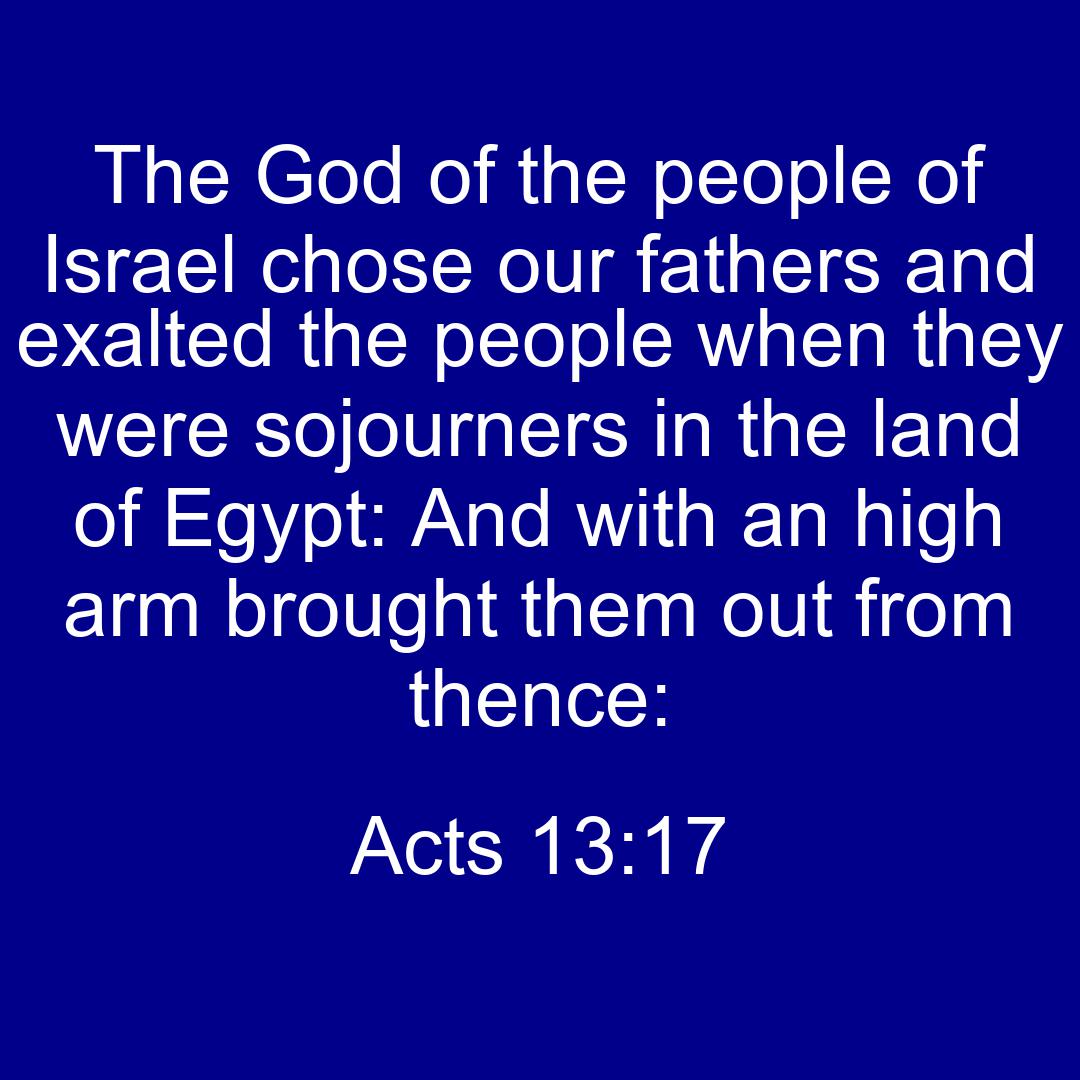 The God of the people of
Israel chose our fathers and
exalted the people when they
were sojourners in the land
of Egypt: And with an high
arm brought them out from
thence:
Acts 13:17